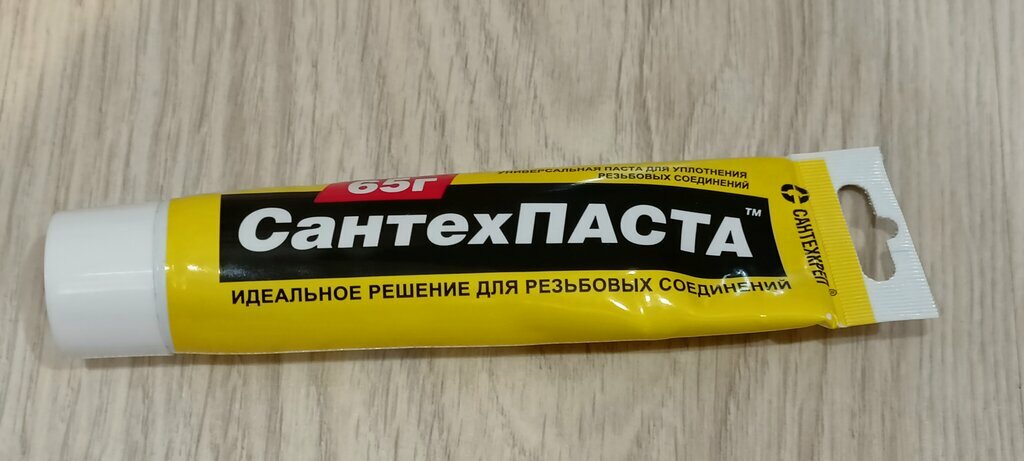 65г
УНИВЕРСАЛЬНАЯ ПАСТА ДЛЯ УПЛОТНЕНИЯ
РЕЗЬБОВЫХ СОЕДИНЕНИЙ
СантехПАСТА™
ИДЕАЛЬНОЕ РЕШЕНИЕ ДЛЯ РЕЗЬБОВЫХ СОЕДИНЕНИЙ
САНТЕХКРЕП®